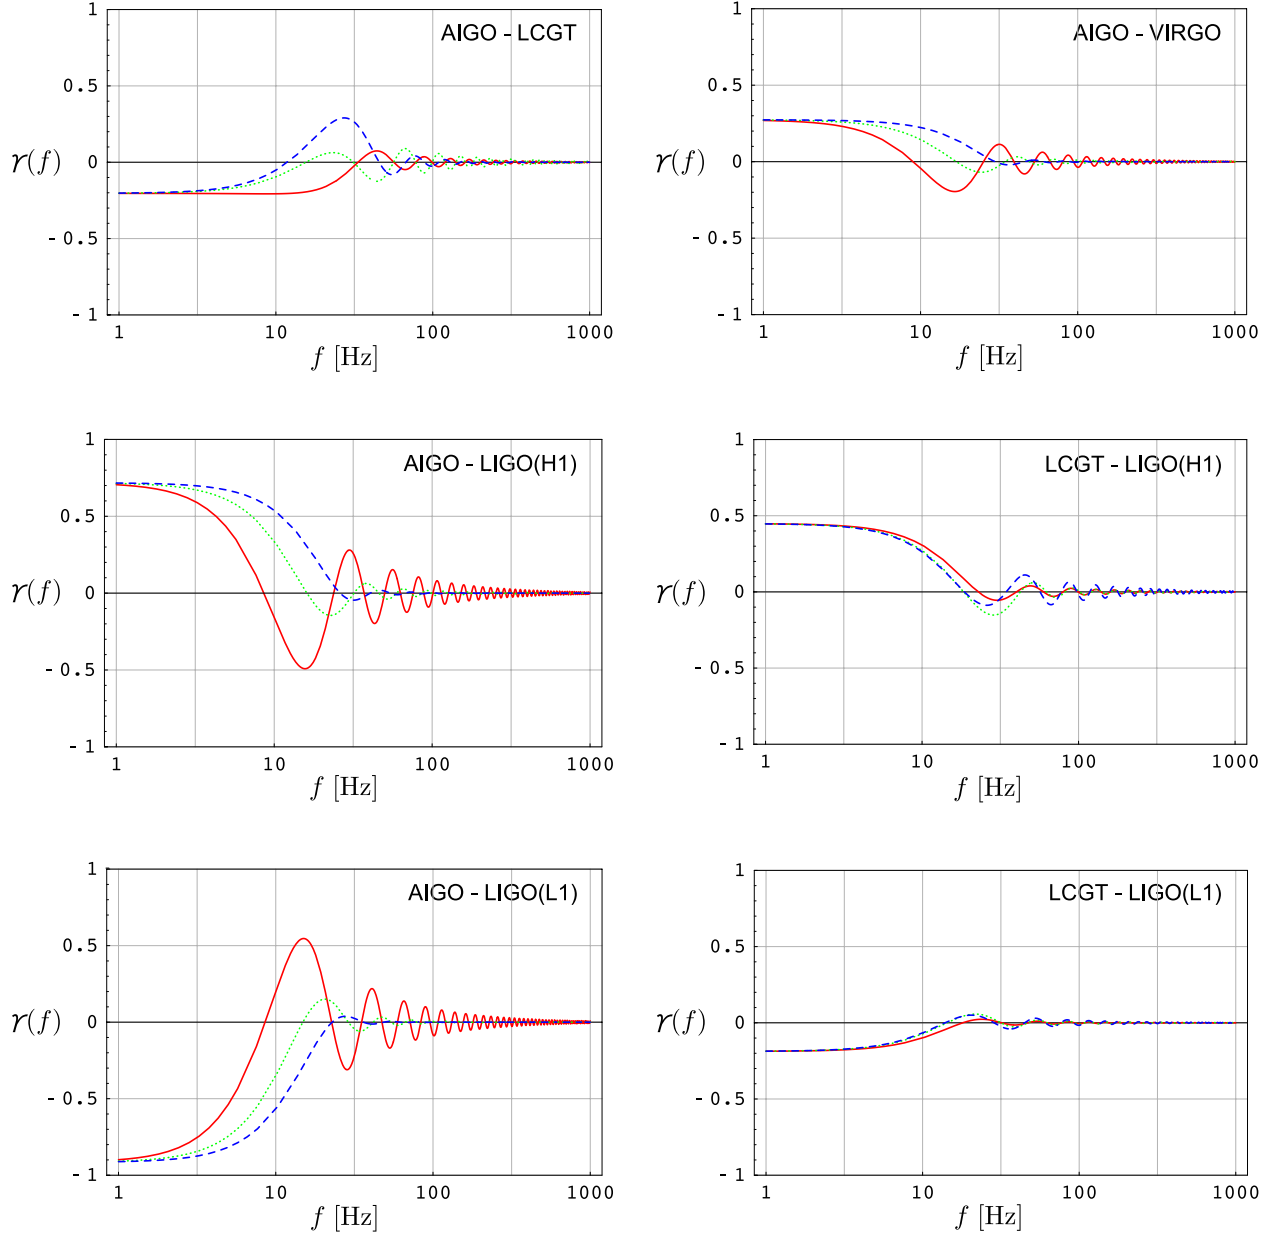 AIGO - LCGT
1
0.5
0
- 0.5
- 1
γ(f)
1 10 100 1000
f [Hz]
AIGO - VIRGO
1
0.5
0
- 0.5
- 1
γ(f)
1 10 100 1000
f [Hz]
AIGO - LIGO(H1)
1
0.5
0
- 0.5
- 1
γ(f)
1 10 100 1000
f [Hz]
LCGT - LIGO(H1)
1
0.5
0
- 0.5
- 1
γ(f)
1 10 100 1000
f [Hz]
AIGO - LIGO(L1)
1
0.5
0
- 0.5
- 1
γ(f)
1 10 100 1000
f [Hz]
LCGT - LIGO(L1)
1
0.5
0
- 0.5
- 1
γ(f)
1 10 100 1000
f [Hz]